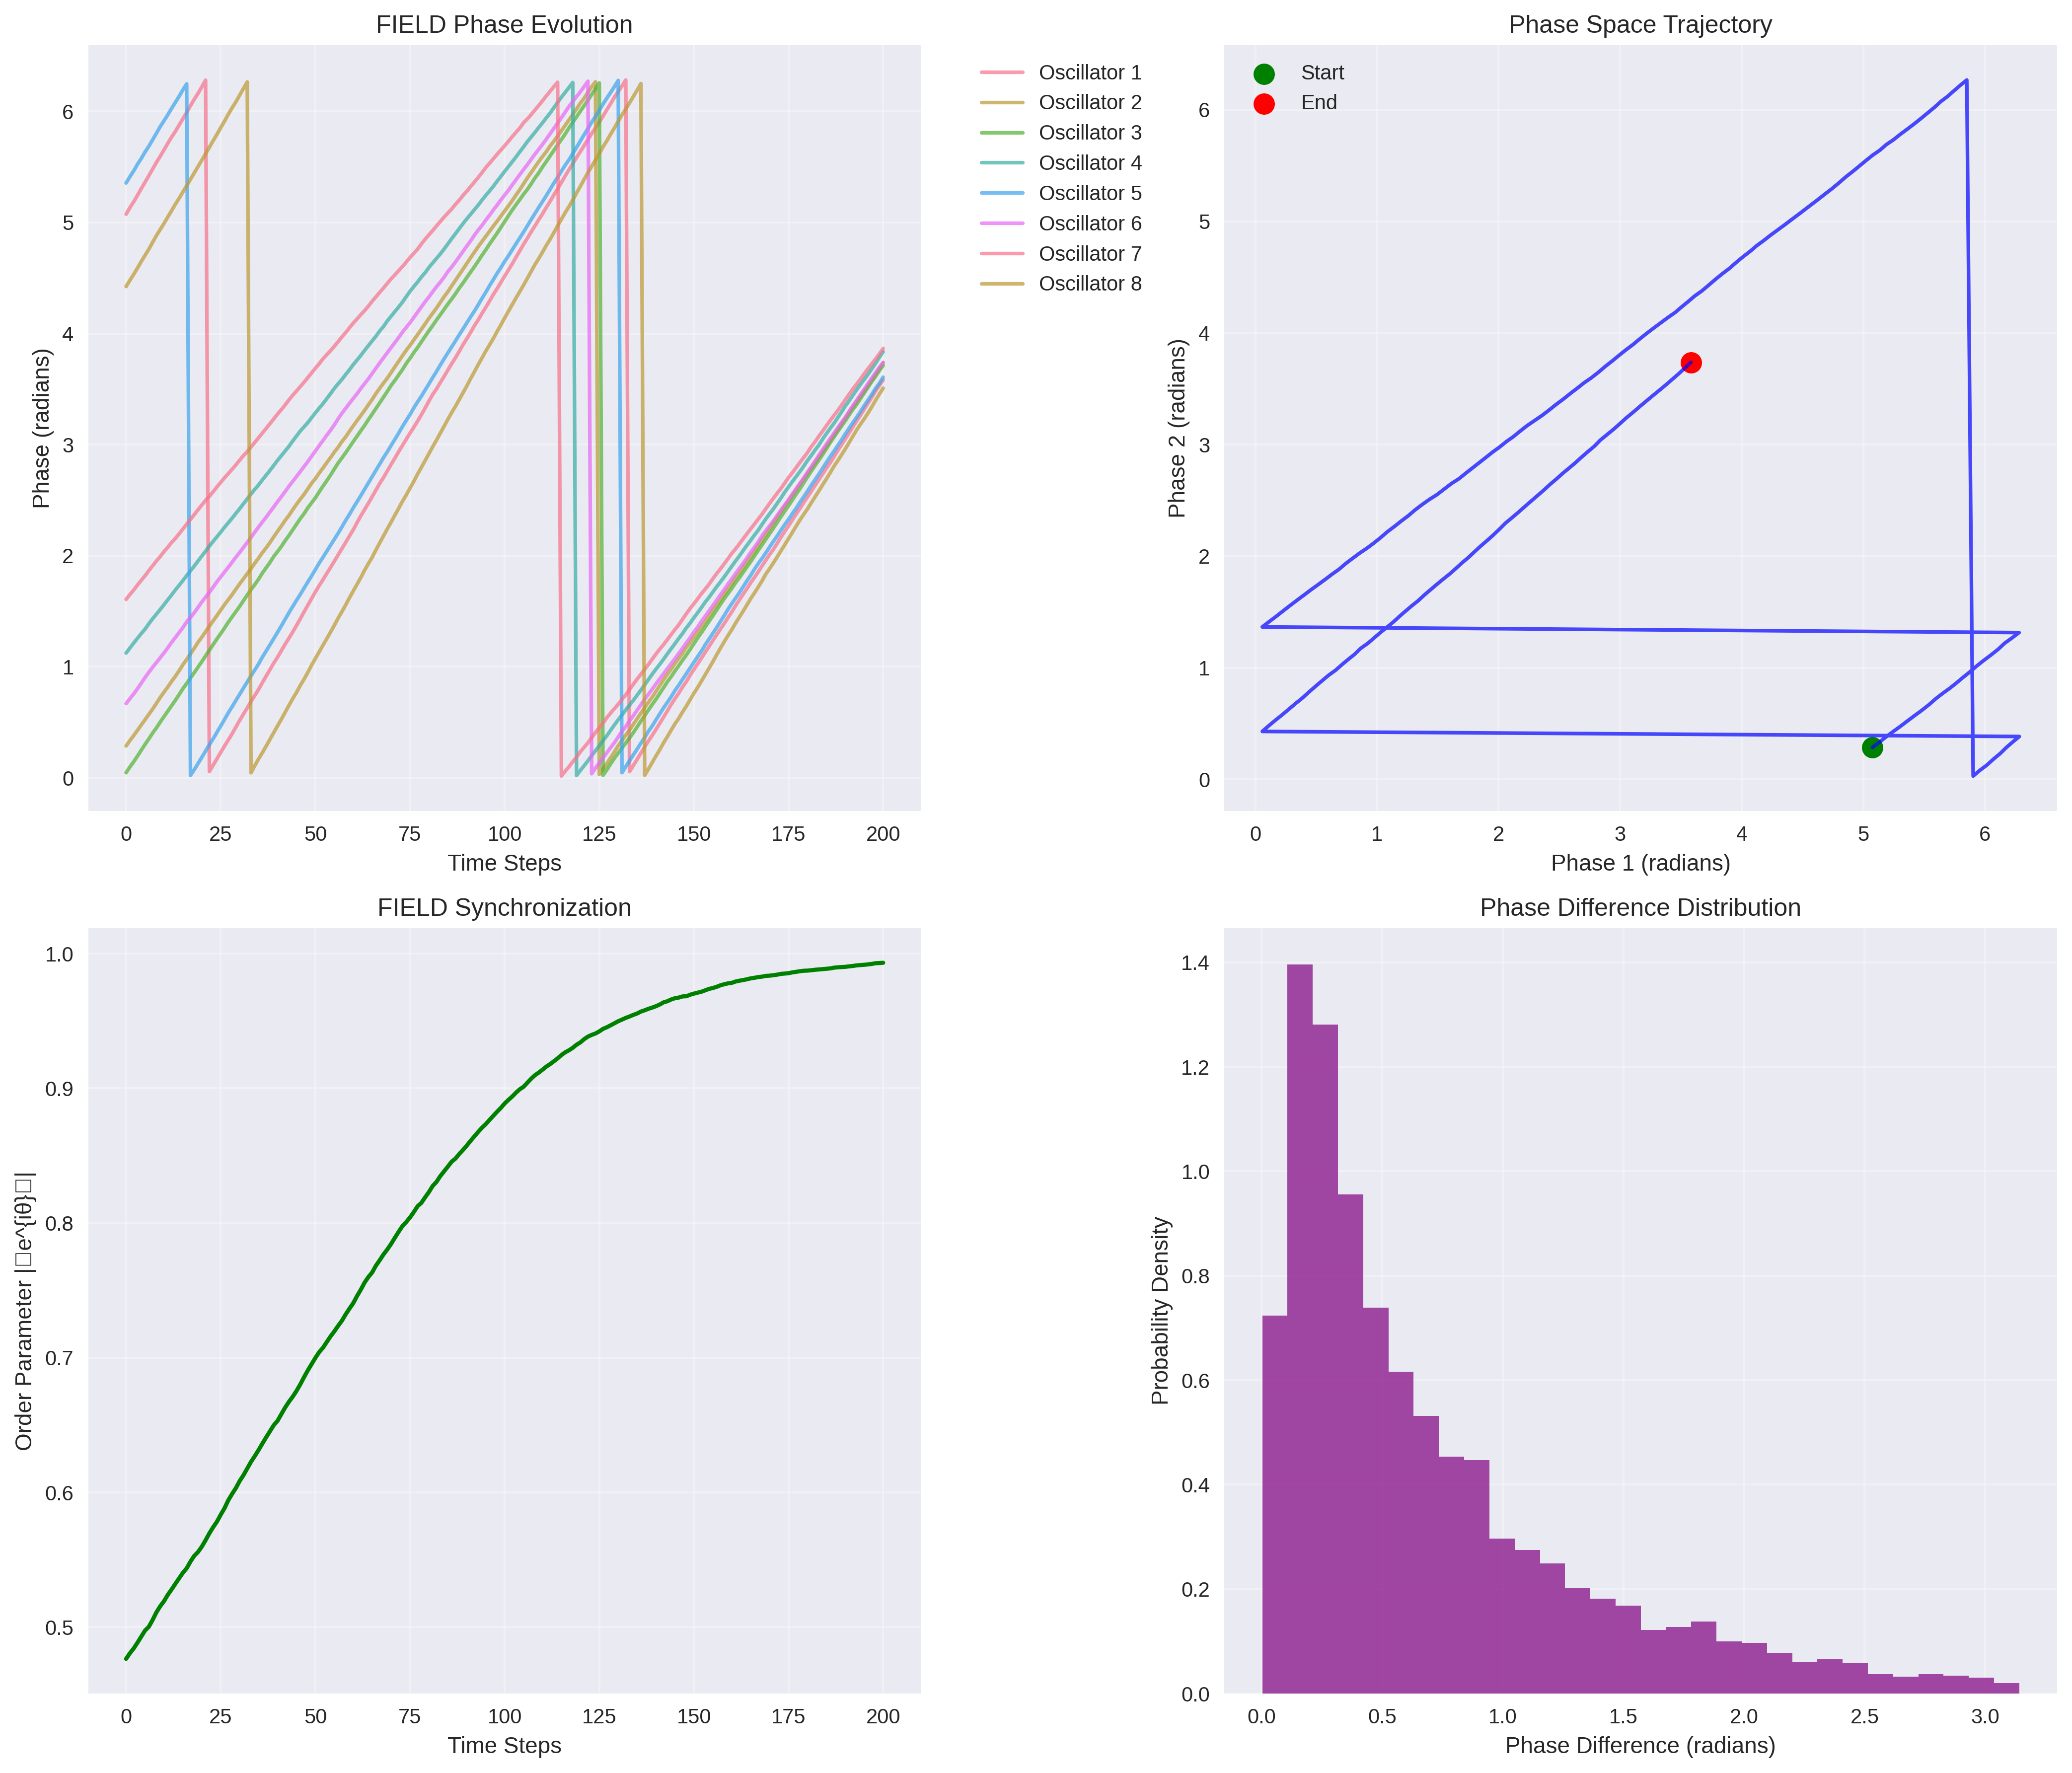 FIELD Phase Evolution
Phase (radians)
6
5
4
3
2
1
0
0 25 50 75 100 125 150 175 200
Time Steps
Oscillator 1
Oscillator 2
Oscillator 3
Oscillator 4
Oscillator 5
Oscillator 6
Oscillator 7
Oscillator 8
Phase Space Trajectory
Start
End
Phase 2 (radians)
6
5
4
3
2
1
0
0 1 2 3 4 5 6
Phase 1 (radians)
FIELD Synchronization
Order Parameter |□e^{iθ}□|
1.0
0.9
0.8
0.7
0.6
0.5
0 25 50 75 100 125 150 175 200
Time Steps
Phase Difference Distribution
Probability Density
1.4
1.2
1.0
0.8
0.6
0.4
0.2
0.0
0.0 0.5 1.0 1.5 2.0 2.5 3.0
Phase Difference (radians)